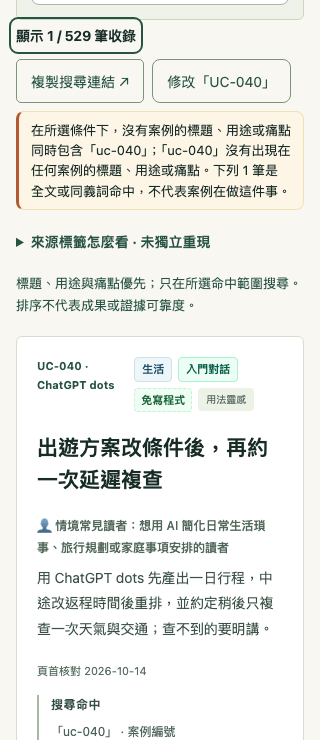 顯示 1 / 529 筆收錄
複製搜尋連結 ↗
修改「UC-040」
在所選條件下，沒有案例的標題、用途或痛點
同時包含「uc-040」；「uc-040」沒有出現在
任何案例的標題、用途或痛點。下列 1 筆是
全文或同義詞命中，不代表案例在做這件事。
▶ 來源標籤怎麼看 · 未獨立重現
標題、用途與痛點優先；只在所選命中範圍搜尋。
排序不代表成果或證據可靠度。
UC-040 ·
ChatGPT dots
生活
入門對話
免寫程式
用法靈感
出遊方案改條件後，再約
一次延遲複查
👤 情境常見讀者：想用 AI 簡化日常生活瑣
事、旅行規劃或家庭事項安排的讀者
用 ChatGPT dots 先產出一日行程，中
途改返程時間後重排，並約定稍後只複
查一次天氣與交通；查不到的要明講。
頁首核對 2026-10-14
搜尋命中
「uc-040」 · 案例編號